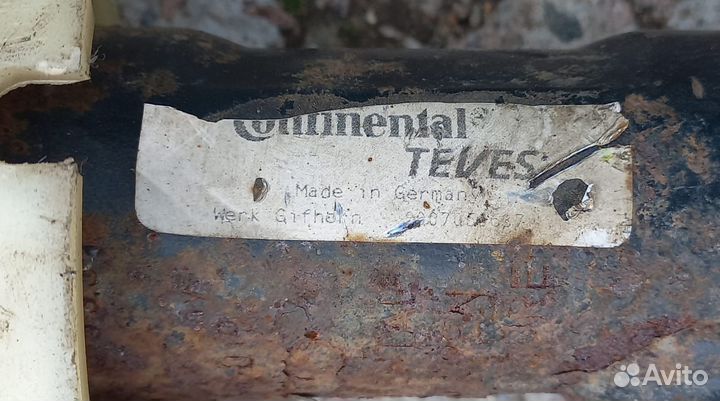 Continental
TEVES
Made in Germany
Werk Gifhorn
Avito